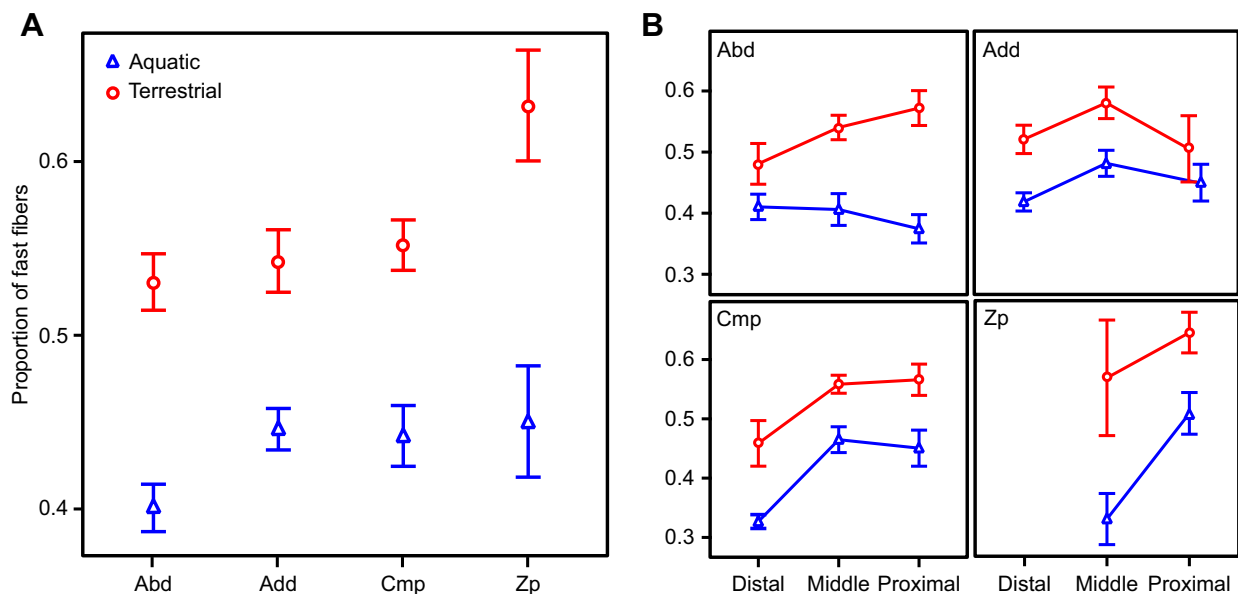 A
Aquatic
Terrestrial
Proportion of fast fibers
0.6
0.5
0.4
Abd Add Cmp Zp
B
Abd Add
0.6
0.5
0.4
0.3
Cmp Zp
0.6
0.5
0.4
0.3
Distal Middle Proximal Distal Middle Proximal